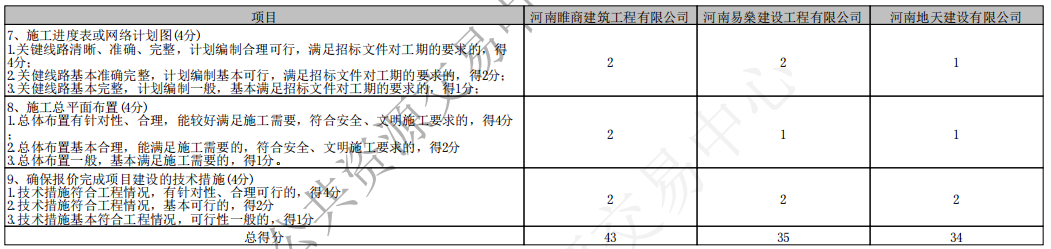 项目 河南睢商建筑工程有限公司 河南易燊建设工程有限公司 河南地天建设有限公司
7、施工进度表或网络计划图(4分)
1.关键线路清晰、准确、完整，计划编制合理可行，满足招标文件对工期的要求的，得
4分；
2.关健线路基本准确完整，计划编制基本可行，满足招标文件对工期的要求的，得2分；
3.关健线路基本完整，计划编制一般，基本满足招标文件对工期的要求的，得1分；
2 2 1
8、施工总平面布置(4分)
1.总体布置有针对性、合理，能较好满足施工需要，符合安全、文明施工要求的，得4分
；
2.总体布置基本合理，能满足施工需要的，符合安全、文明施工要求的，得2分
3.总体布置一般，基本满足施工需要的，得1分。
2 1 1
9、确保报价完成项目建设的技术措施(4分)
1.技术措施符合工程情况，有针对性、合理可行的，得4分
2.技术措施符合工程情况，基本可行的，得2分
3.技术措施基本符合工程情况，可行性一般的，得1分
2 2 2
总得分 43 35 34
公共资源交易中
交易中心